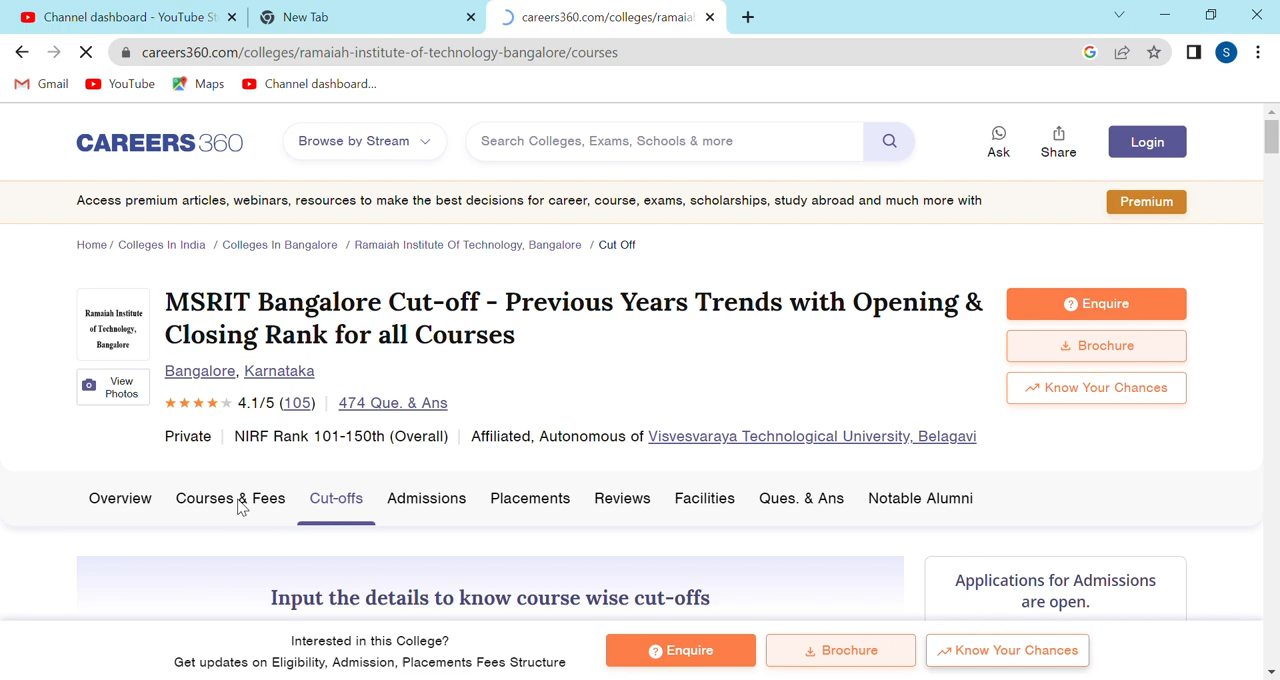 Channel dashboard - YouTube St
New Tab
careers360.com/colleges/ramaiah
careers360.com/colleges/ramaiah-institute-of-technology-bangalore/courses
S
Gmail
YouTube
Maps
Channel dashboard...
CAREERS360
Browse by Stream
Search Colleges, Exams, Schools & more
Ask
Share
Login
Access premium articles, webinars, resources to make the best decisions for career, course, exams, scholarships, study abroad and much more with
Premium
Home / Colleges In India / Colleges In Bangalore / Ramaiah Institute Of Technology, Bangalore / Cut Off
Ramaiah Institute
of Technology,
Bangalore
View
Photos
MSRIT Bangalore Cut-off - Previous Years Trends with Opening &
Closing Rank for all Courses
Bangalore, Karnataka
4.1/5 (105) | 474 Que. & Ans
Private | NIRF Rank 101-150th (Overall) | Affiliated, Autonomous of Visvesvaraya Technological University, Belagavi
Enquire
Brochure
Know Your Chances
Overview
Courses & Fees
Cut-offs
Admissions
Placements
Reviews
Facilities
Ques. & Ans
Notable Alumni
Input the details to know course wise cut-offs
Applications for Admissions
are open.
Interested in this College?
Get updates on Eligibility, Admission, Placements Fees Structure
Enquire
Brochure
Know Your Chances